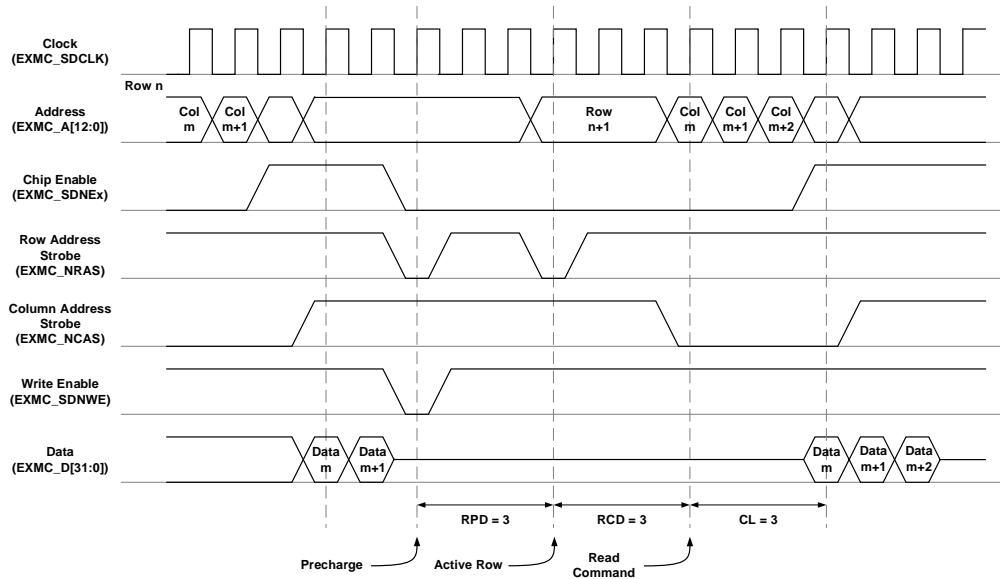 Clock
(EXMC_SDCLK)
Row n
Address
(EXMC_A[12:0])
Col
m
Col
m+1
Row
n+1
Col
m
Col
m+1
Col
m+2
Chip Enable
(EXMC_SDNEx)
Row Address
Strobe
(EXMC_NRAS)
Column Address
Strobe
(EXMC_NCAS)
Write Enable
(EXMC_SDNWE)
Data
(EXMC_D[31:0])
Data
m
Data
m+1
Data
m
Data
m+1
Data
m+2
RPD = 3
RCD = 3
CL = 3
Precharge
Active Row
Read
Command